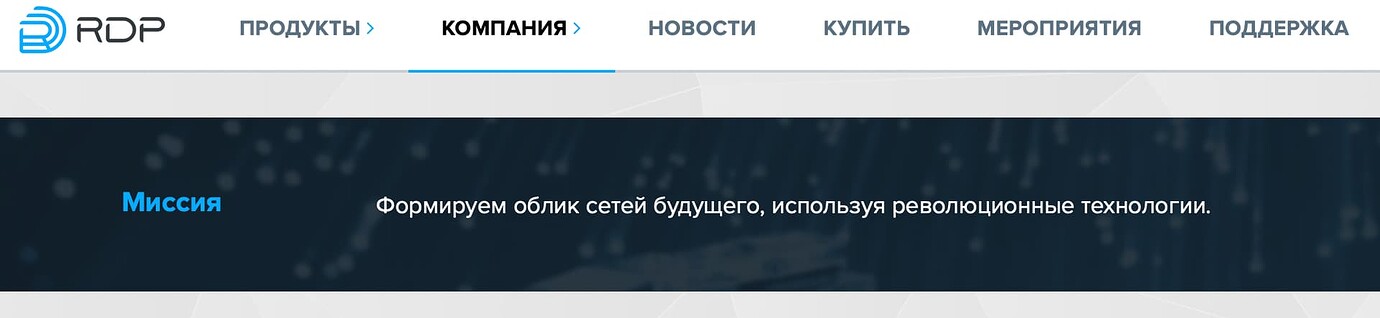 RDP ПРОДУКТЫ КОМПАНИЯ НОВОСТИ КУПИТЬ МЕРОПРИЯТИЯ ПОДДЕРЖКА
Миссия Формируем облик сетей будущего, используя революционные технологии.